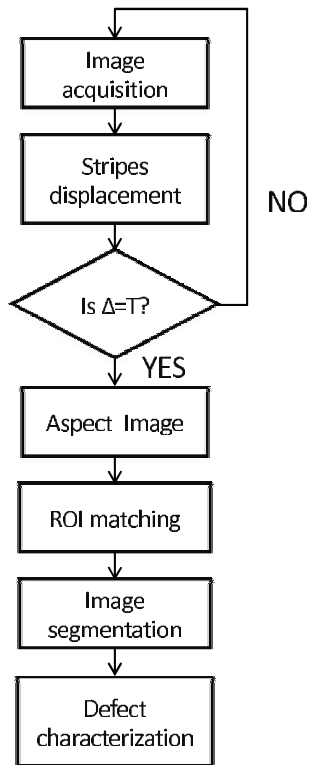 Image
acquisition
Stripes
displacement
NO
Is Δ=T?
YES
Aspect Image
ROI matching
Image
segmentation
Defect
characterization